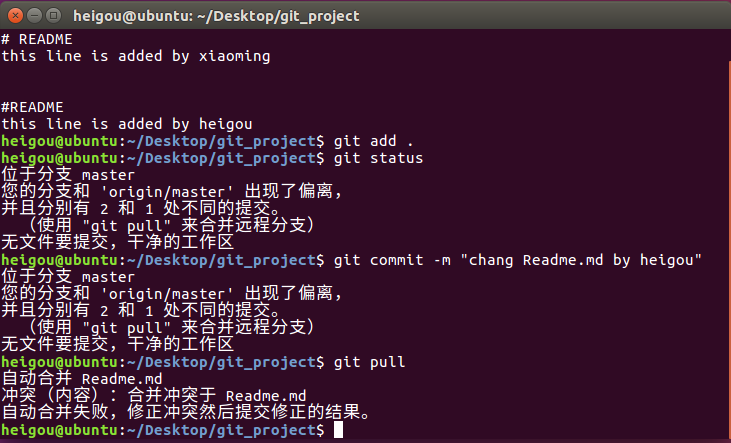 heigou@ubuntu: ~/Desktop/git_project
# README
this line is added by xiaoming
#README
this line is added by heigou
heigou@ubuntu:~/Desktop/git_project$ git add .
heigou@ubuntu:~/Desktop/git_project$ git status
位于分支 master
您的分支和 'origin/master' 出现了偏离，
并且分别有 2 和 1 处不同的提交。
（使用 "git pull" 来合并远程分支）
无文件要提交，干净的工作区
heigou@ubuntu:~/Desktop/git_project$ git commit -m "chang Readme.md by heigou"
位于分支 master
您的分支和 'origin/master' 出现了偏离，
并且分别有 2 和 1 处不同的提交。
（使用 "git pull" 来合并远程分支）
无文件要提交，干净的工作区
heigou@ubuntu:~/Desktop/git_project$ git pull
自动合并 Readme.md
冲突（内容）：合并冲突于 Readme.md
自动合并失败，修正冲突然后提交修正的结果。
heigou@ubuntu:~/Desktop/git_project$